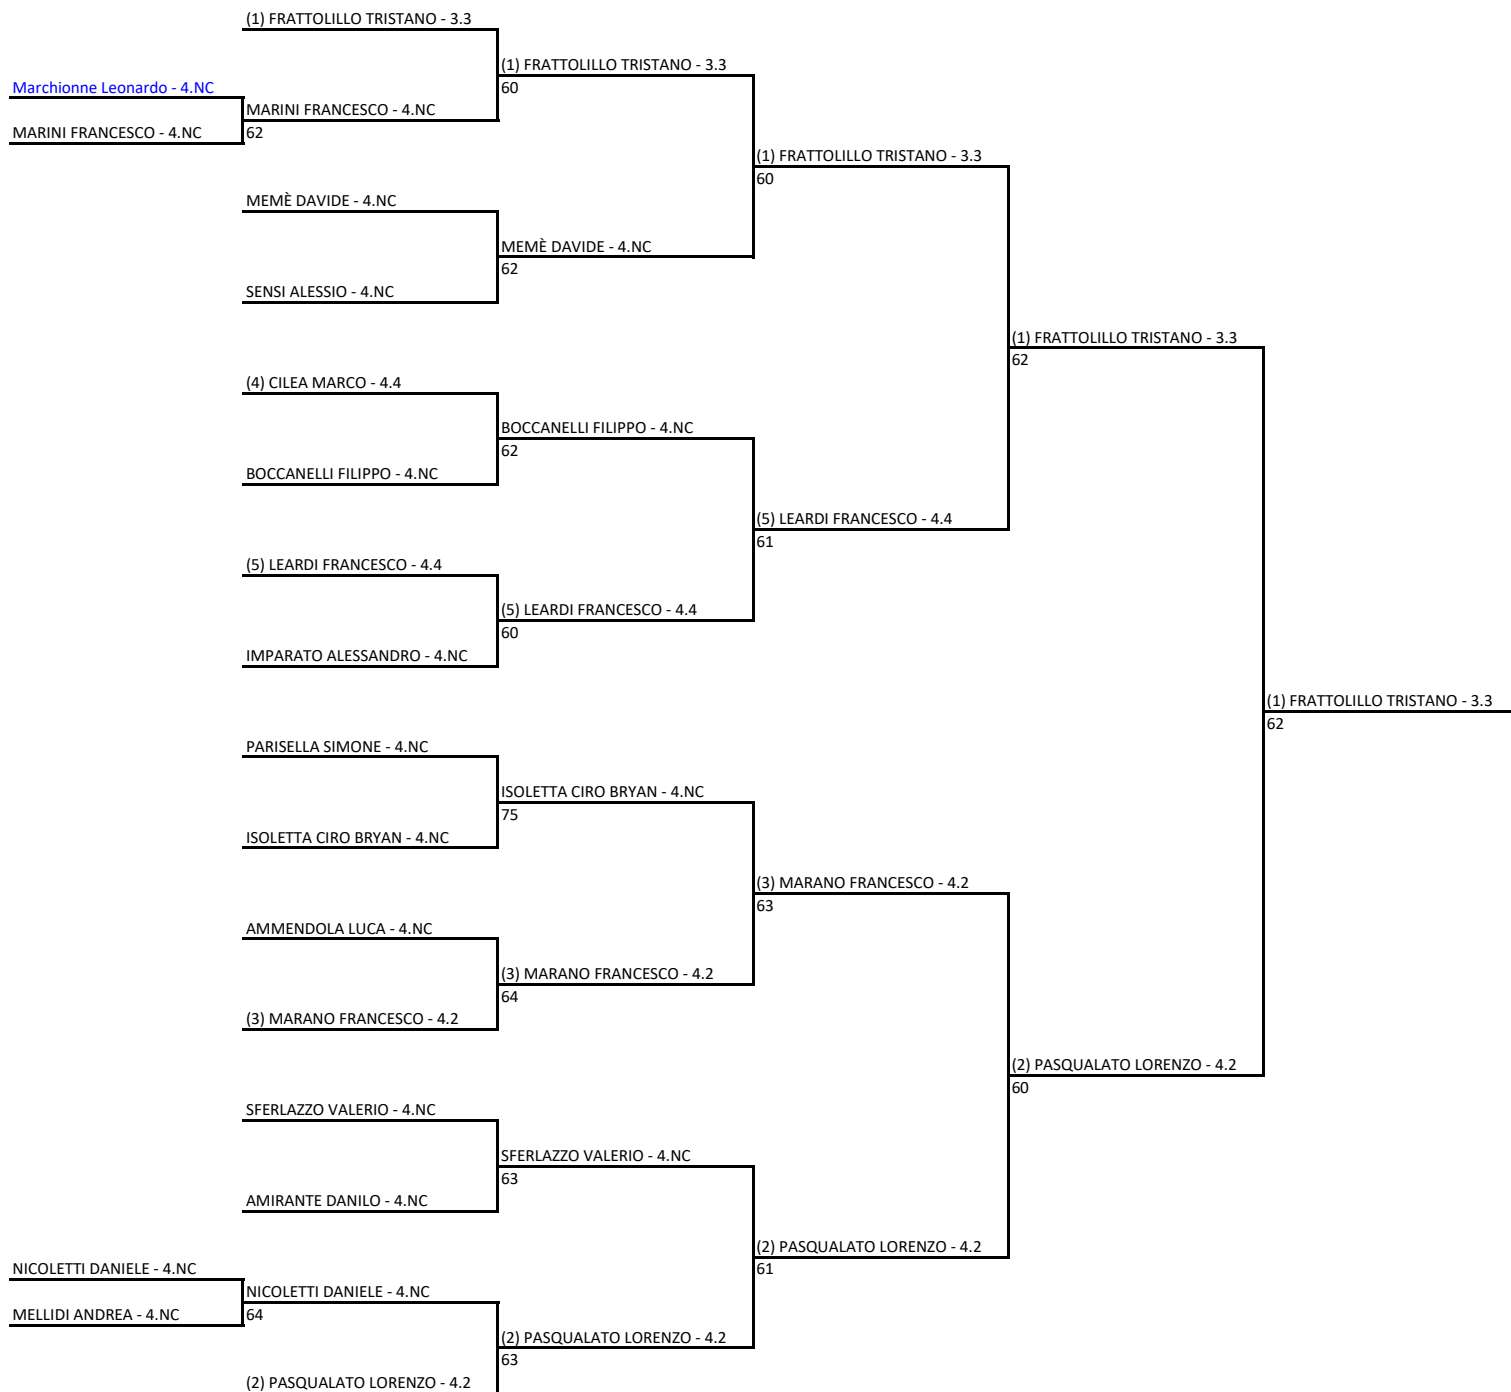 (1) FRATTOLILLO TRISTANO - 3.3
(1) FRATTOLILLO TRISTANO - 3.3
Marchionne Leonardo - 4.NC
60
MARINI FRANCESCO - 4.NC
MARINI FRANCESCO - 4.NC
62
(1) FRATTOLILLO TRISTANO - 3.3
60
MEMÈ DAVIDE - 4.NC
MEMÈ DAVIDE - 4.NC
62
SENSI ALESSIO - 4.NC
(1) FRATTOLILLO TRISTANO - 3.3
62
(4) CILEA MARCO - 4.4
BOCCANELLI FILIPPO - 4.NC
62
BOCCANELLI FILIPPO - 4.NC
(5) LEARDI FRANCESCO - 4.4
61
(5) LEARDI FRANCESCO - 4.4
(5) LEARDI FRANCESCO - 4.4
60
IMPARATO ALESSANDRO - 4.NC
(1) FRATTOLILLO TRISTANO - 3.3
62
PARISELLA SIMONE - 4.NC
ISOLETTA CIRO BRYAN - 4.NC
75
ISOLETTA CIRO BRYAN - 4.NC
(3) MARANO FRANCESCO - 4.2
63
AMMENDOLA LUCA - 4.NC
(3) MARANO FRANCESCO - 4.2
64
(3) MARANO FRANCESCO - 4.2
(2) PASQUALATO LORENZO - 4.2
60
SFERLAZZO VALERIO - 4.NC
SFERLAZZO VALERIO - 4.NC
63
AMIRANTE DANILO - 4.NC
(2) PASQUALATO LORENZO - 4.2
61
NICOLETTI DANIELE - 4.NC
NICOLETTI DANIELE - 4.NC
MELLIDI ANDREA - 4.NC
64
(2) PASQUALATO LORENZO - 4.2
63
(2) PASQUALATO LORENZO - 4.2